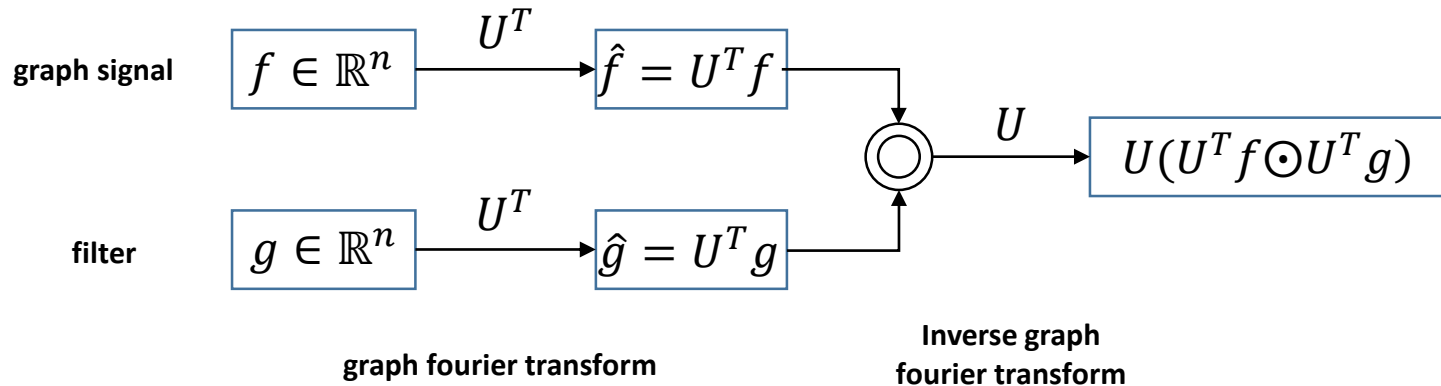 graph signal
f ∈ ℝⁿ
Uᵀ
f̂ = Uᵀf
U
U(Uᵀf⊙Uᵀg)
filter
g ∈ ℝⁿ
Uᵀ
ĝ = Uᵀg
graph fourier transform
Inverse graph
fourier transform